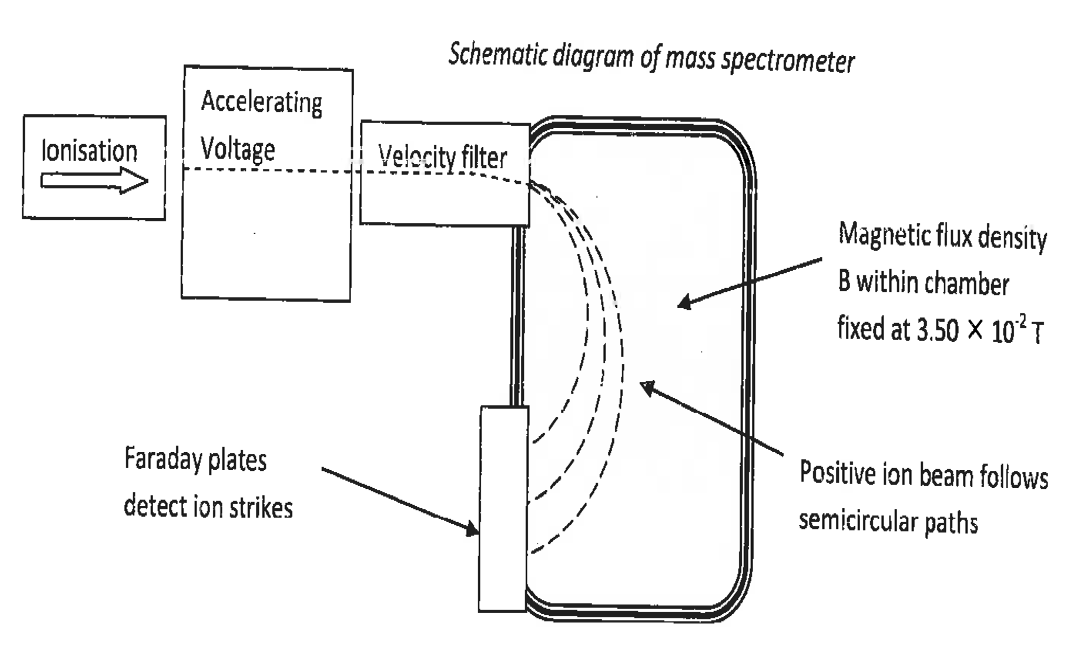 Schematic diagram of mass spectrometer
Accelerating
Voltage
Ionisation
Velocity filter
Magnetic flux density
B within chamber
fixed at 3.50 × 10⁻² T
Faraday plates
detect ion strikes
Positive ion beam follows
semicircular paths